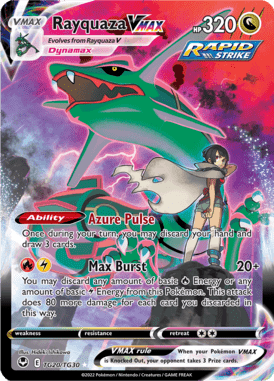 VMAX Rayquaza VMAX HP 320
Evolves from Rayquaza V
Dynamax
RAPID STRIKE
Ability Azure Pulse
Once during your turn, you may discard your hand and
draw 3 cards.
Max Burst 20+
You may discard any amount of basic Energy or any
amount of basic Energy from this Pokémon. This attack
does 80 more damage for each card you discarded in
this way.
weakness resistance retreat
VMAX rule When your Pokémon VMAX
is Knocked Out, your opponent takes 3 Prize cards.
Illus. Hideki Ishikawa
TG20/TG30
©2022 Pokémon / Nintendo / Creatures / GAME FREAK